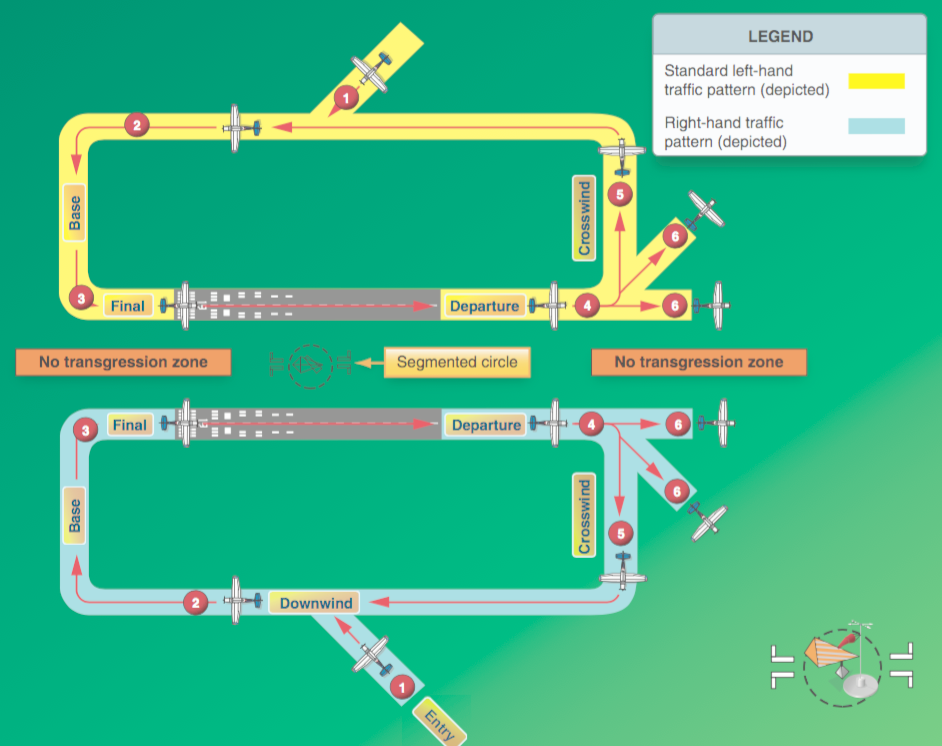 LEGEND
Standard left-hand
traffic pattern (depicted)
Right-hand traffic
pattern (depicted)
1
2
Base
3
Final
Departure
4
5
Crosswind
6
6
No transgression zone
Segmented circle
No transgression zone
3
Final
Departure
4
6
Base
Crosswind
6
5
2
Downwind
1
Entry